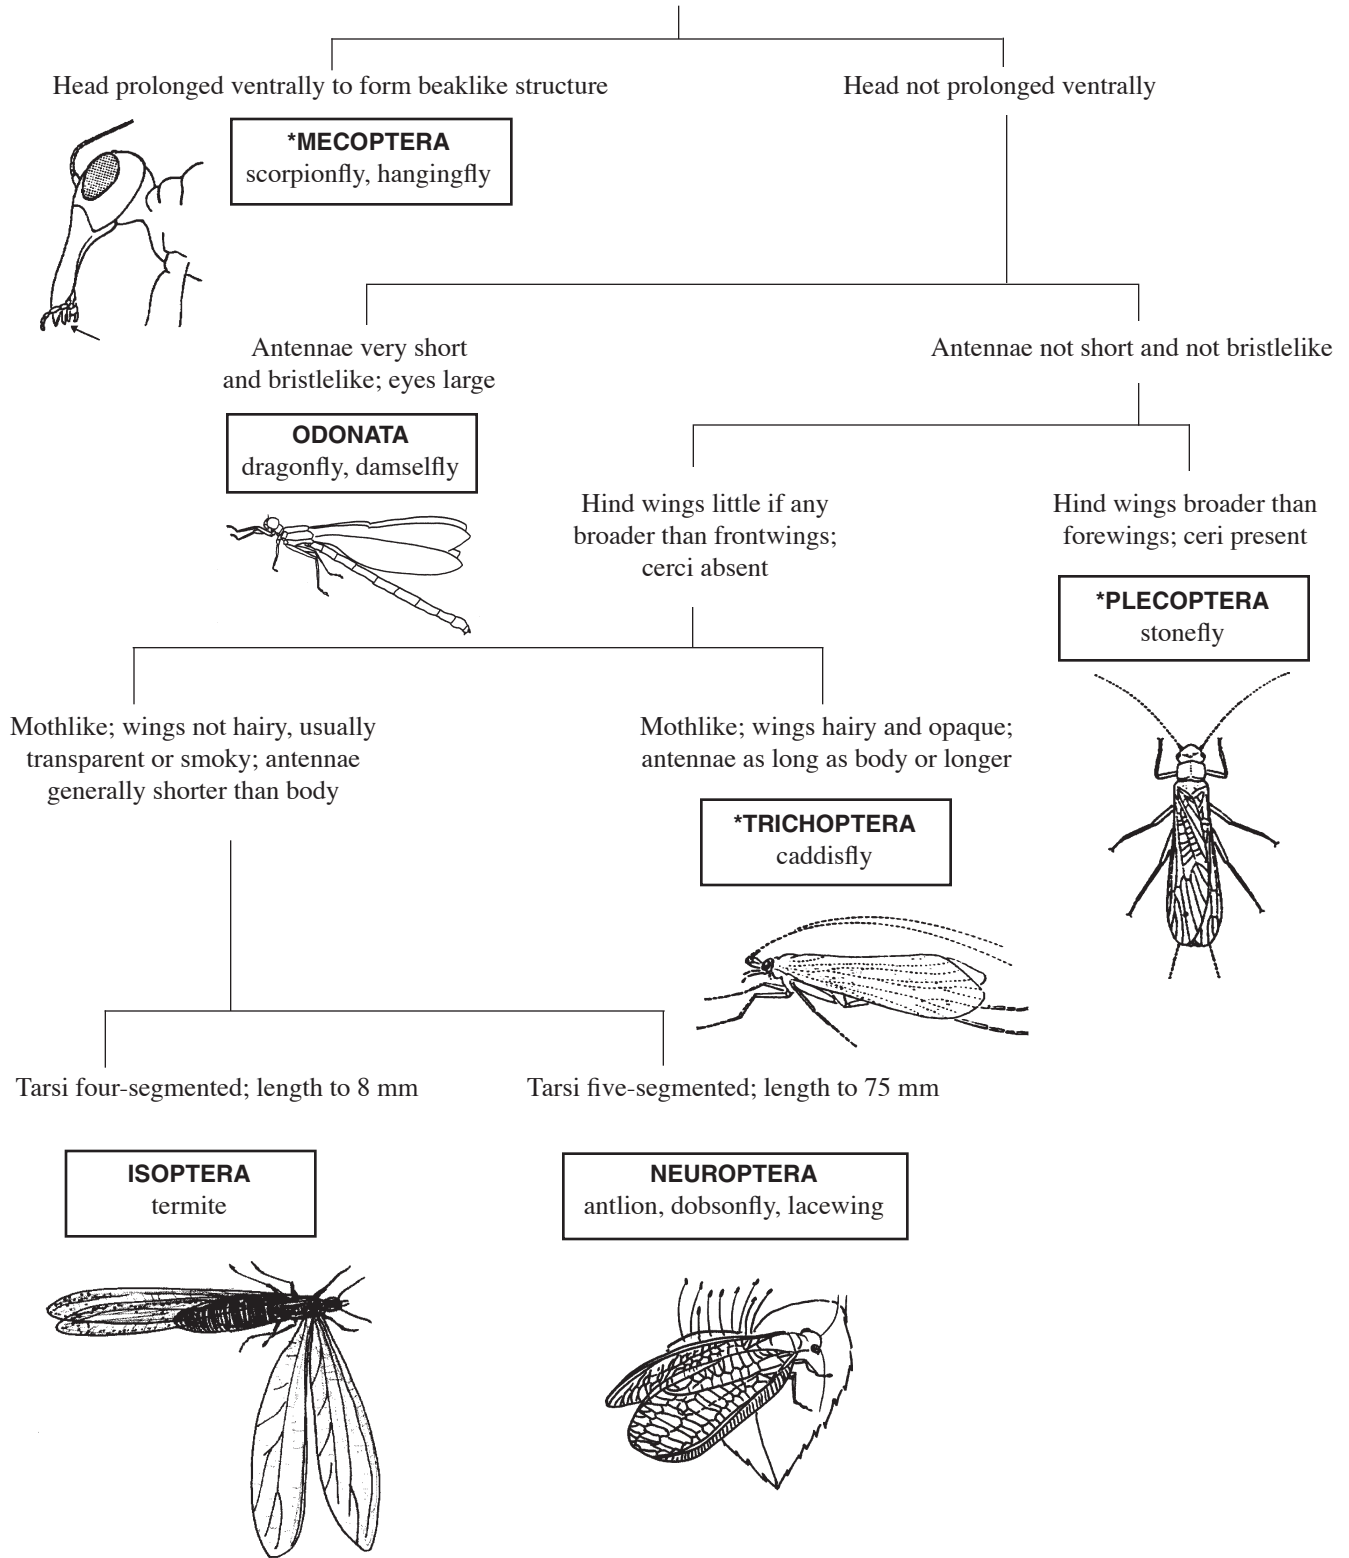 Head prolonged ventrally to form beaklike structure
Head not prolonged ventrally
*MECOPTERA
scorpionfly, hangingfly
Antennae very short
and bristlelike; eyes large
Antennae not short and not bristlelike
ODONATA
dragonfly, damselfly
Hind wings little if any
broader than frontwings;
cerci absent
Hind wings broader than
forewings; ceri present
*PLECOPTERA
stonefly
Mothlike; wings not hairy, usually
transparent or smoky; antennae
generally shorter than body
Mothlike; wings hairy and opaque;
antennae as long as body or longer
*TRICHOPTERA
caddisfly
Tarsi four-segmented; length to 8 mm
Tarsi five-segmented; length to 75 mm
ISOPTERA
termite
NEUROPTERA
antlion, dobsonfly, lacewing